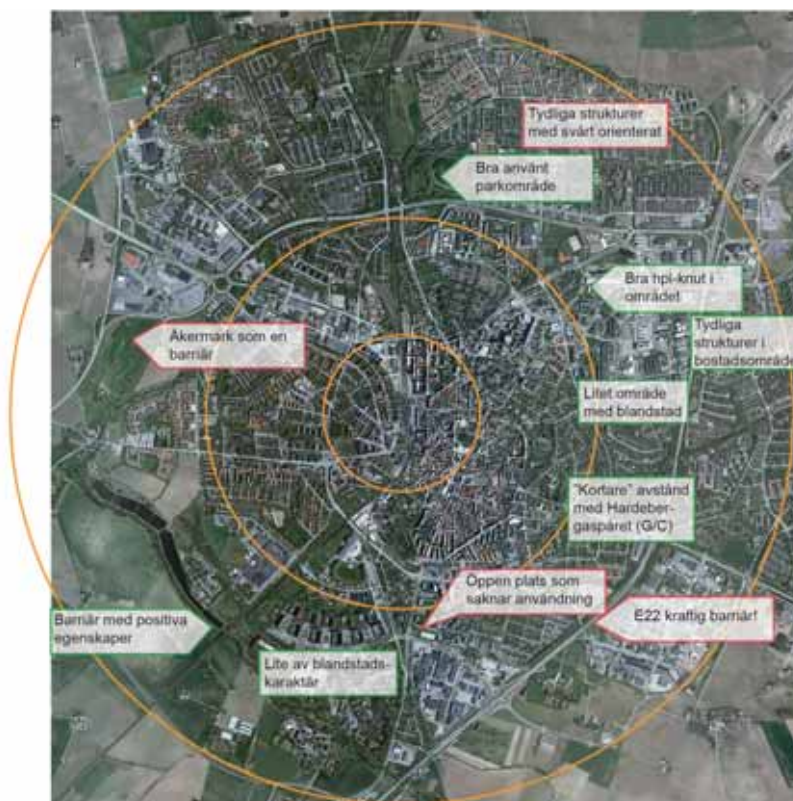 Tydliga strukturer
med svårt orienterat
Bra använt
parkområde
Bra hpl-knut i
området
Tydliga
strukturer i
bostadsområde
Åkermark som en
barriär
Litet område
med blandstad
"Kortare" avstånd
med Hardeber-
gaspåret (G/C)
Öppen plats som
saknar användning
E22 kraftig barriär!
Barriär med positiva
egenskaper
Lite av blandstads-
karaktär